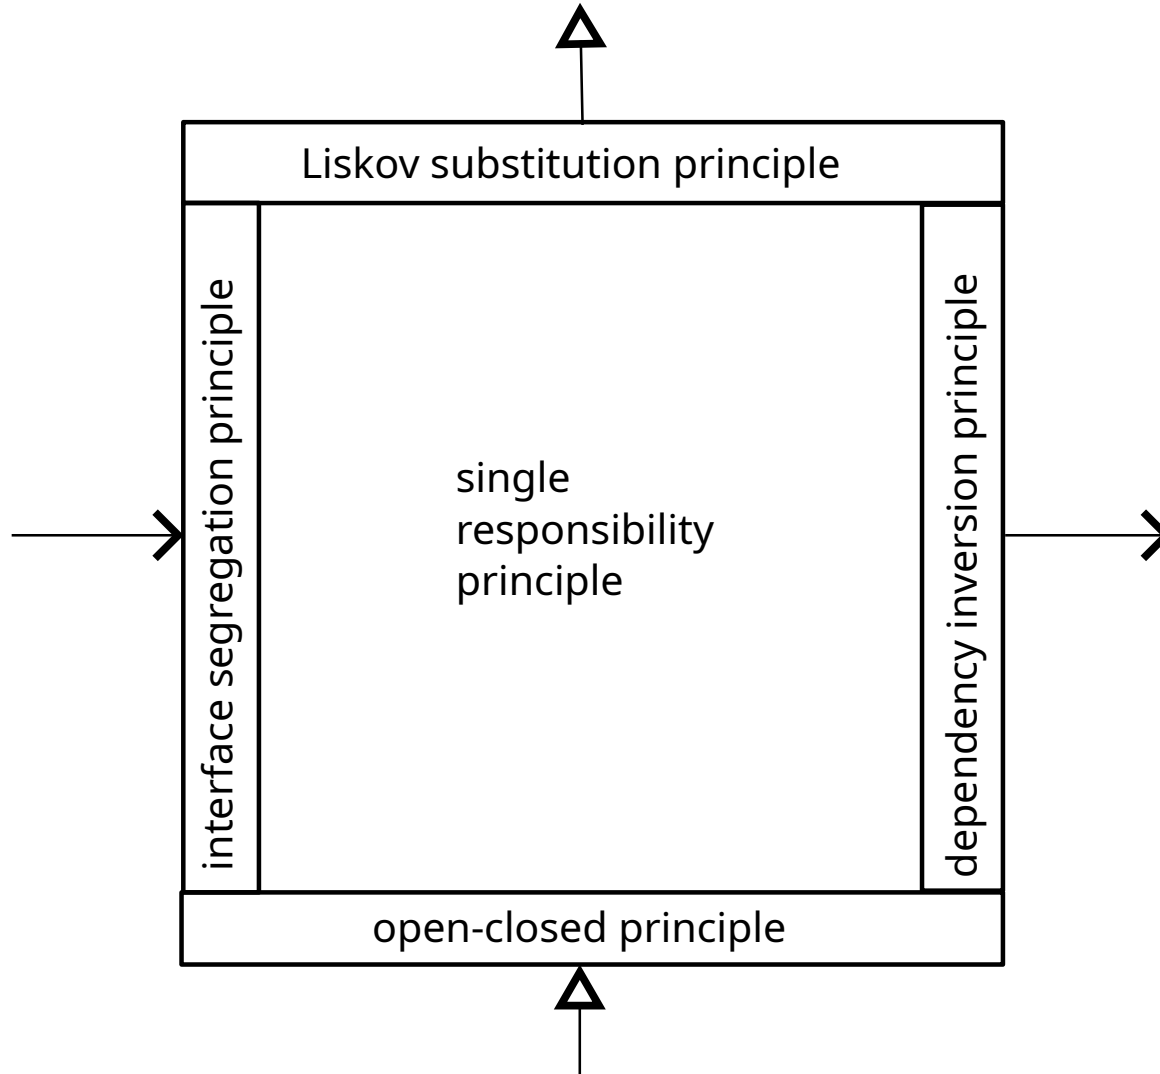 Liskov substitution principle
interface segregation principle
single
responsibility
principle
dependency inversion principle
open-closed principle